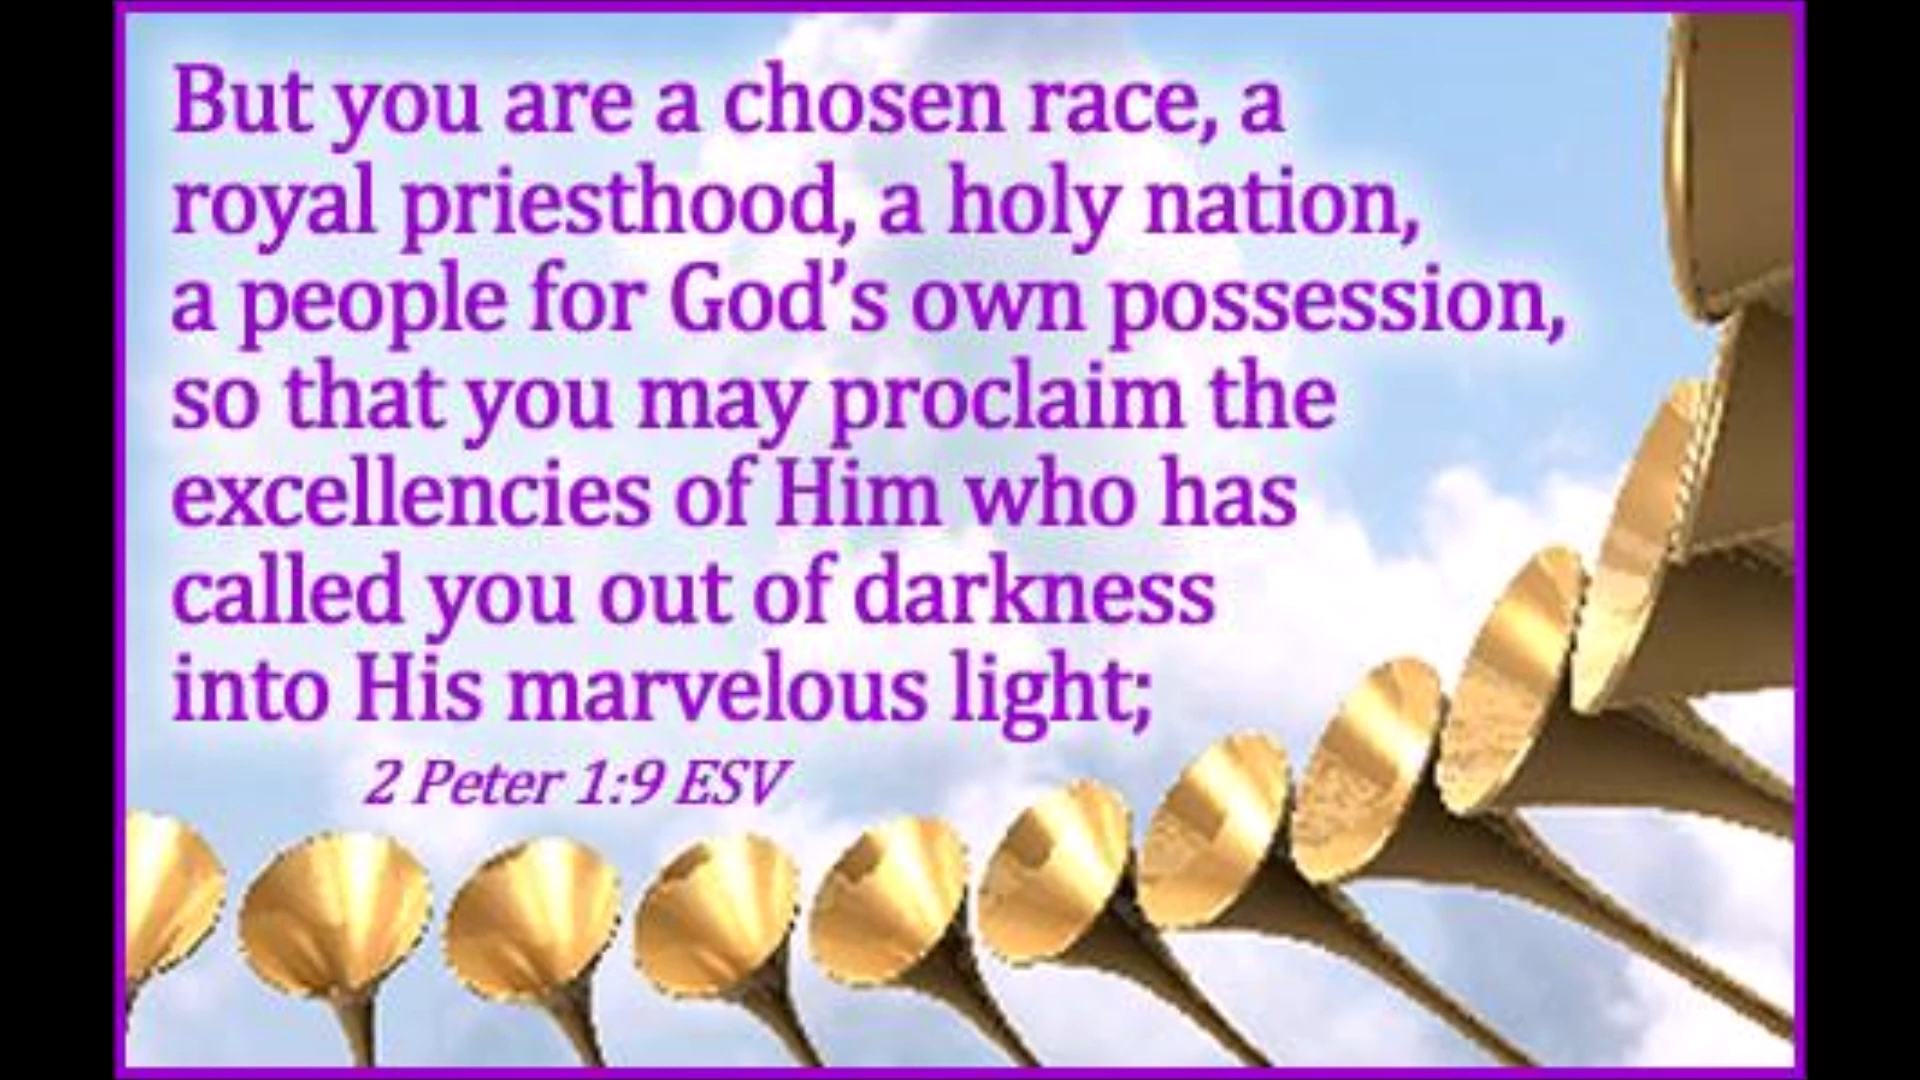 But you are a chosen race, a
royal priesthood, a holy nation,
a people for God’s own possession,
so that you may proclaim the
excellencies of Him who has
called you out of darkness
into His marvelous light;
2 Peter 1:9 ESV